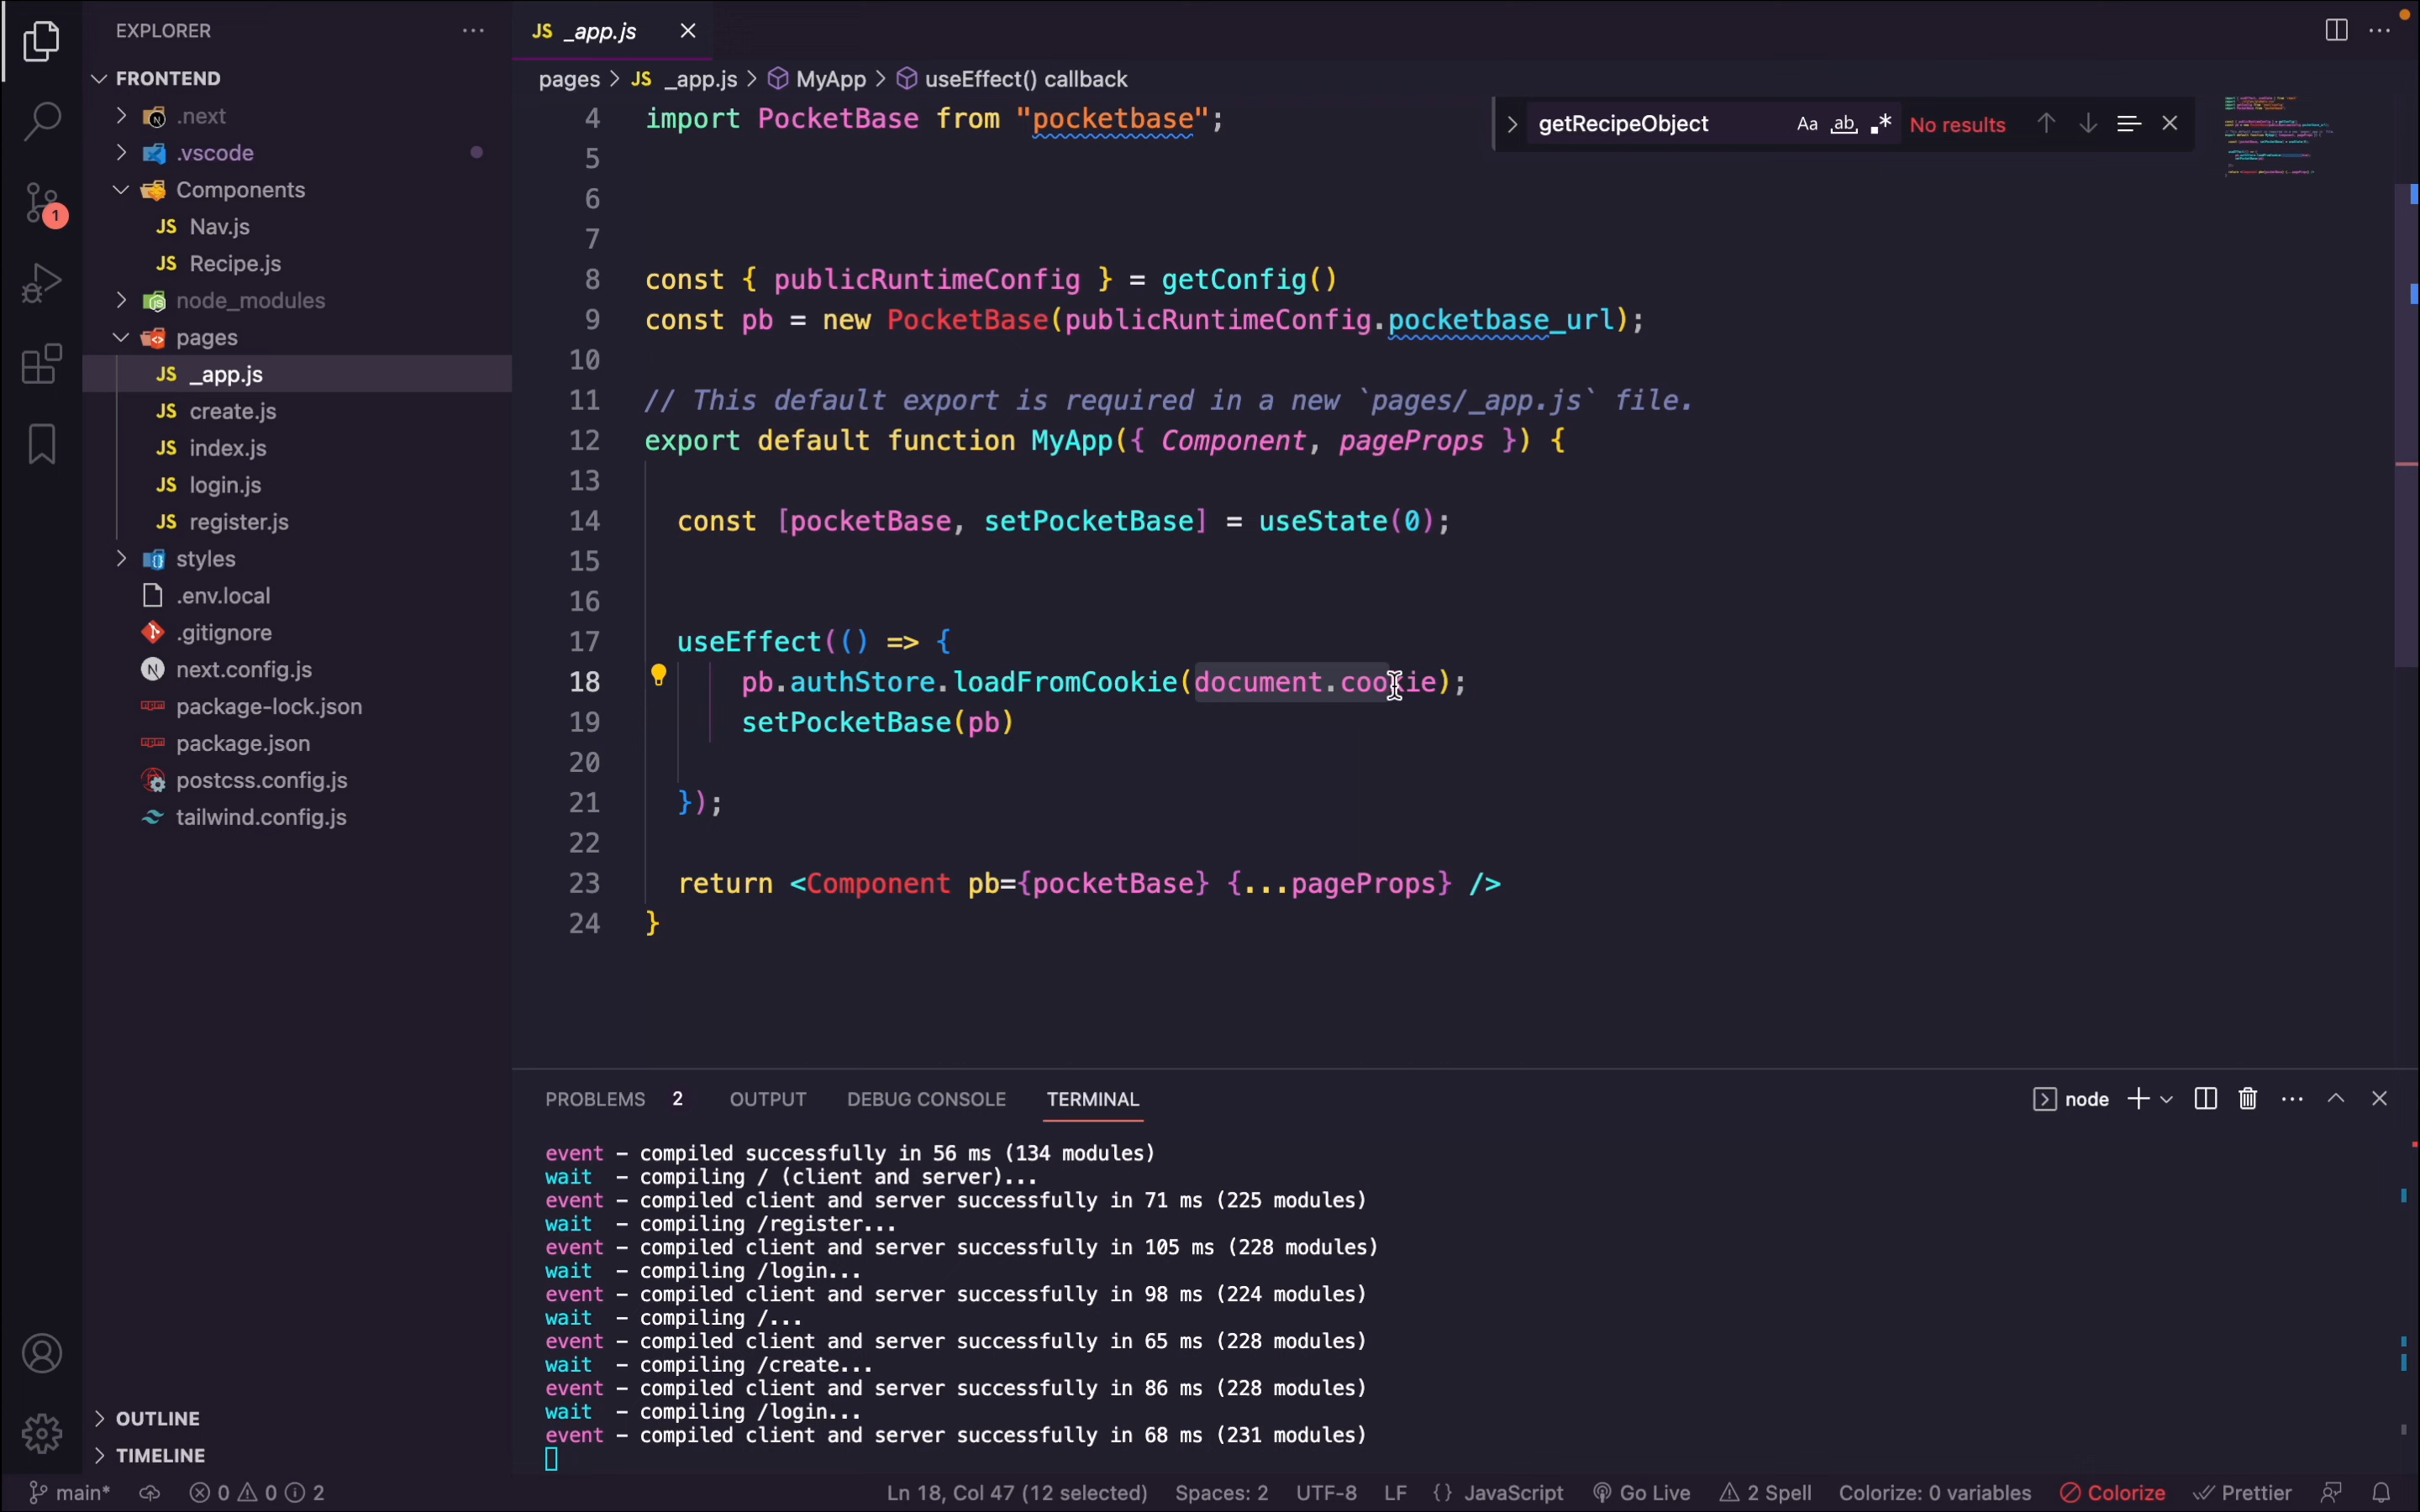 EXPLORER
FRONTEND
.next
.vscode
Components
JS Nav.js
JS Recipe.js
node_modules
pages
JS _app.js
JS create.js
JS index.js
JS login.js
JS register.js
styles
.env.local
.gitignore
next.config.js
package-lock.json
package.json
postcss.config.js
tailwind.config.js
OUTLINE
TIMELINE
1
JS _app.js
pages > JS _app.js > MyApp > useEffect() callback
getRecipeObject Aa ab .* No results
4 import PocketBase from "pocketbase";
5
6
7
8 const { publicRuntimeConfig } = getConfig()
9 const pb = new PocketBase(publicRuntimeConfig.pocketbase_url);
10
11 // This default export is required in a new `pages/_app.js` file.
12 export default function MyApp({ Component, pageProps }) {
13
14 const [pocketBase, setPocketBase] = useState(0);
15
16
17 useEffect(() => {
18 pb.authStore.loadFromCookie(document.cookie);
19 setPocketBase(pb)
20
21 });
22
23 return <Component pb={pocketBase} {...pageProps} />
24 }
PROBLEMS 2 OUTPUT DEBUG CONSOLE TERMINAL node
event - compiled successfully in 56 ms (134 modules)
wait - compiling / (client and server)...
event - compiled client and server successfully in 71 ms (225 modules)
wait - compiling /register...
event - compiled client and server successfully in 105 ms (228 modules)
wait - compiling /login...
event - compiled client and server successfully in 98 ms (224 modules)
wait - compiling /...
event - compiled client and server successfully in 65 ms (228 modules)
wait - compiling /create...
event - compiled client and server successfully in 86 ms (228 modules)
wait - compiling /login...
event - compiled client and server successfully in 68 ms (231 modules)
main* 0 0 2 Ln 18, Col 47 (12 selected) Spaces: 2 UTF-8 LF {} JavaScript Go Live 2 Spell Colorize: 0 variables Colorize Prettier